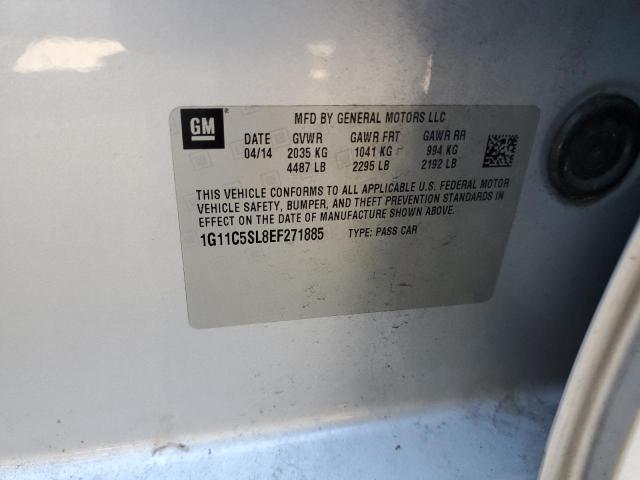 GM
MFD BY GENERAL MOTORS LLC
DATE GVWR GAWR FRT GAWR RR
04/14 2035 KG 1041 KG 994 KG
4487 LB 2295 LB 2192 LB
THIS VEHICLE CONFORMS TO ALL APPLICABLE U.S. FEDERAL MOTOR
VEHICLE SAFETY, BUMPER, AND THEFT PREVENTION STANDARDS IN
EFFECT ON THE DATE OF MANUFACTURE SHOWN ABOVE.
1G11C5SL8EF271885 TYPE: PASS CAR